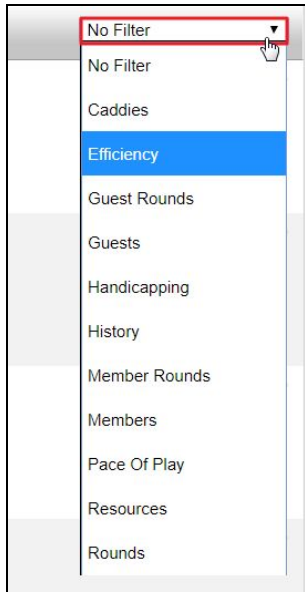 No Filter
No Filter
Caddies
Efficiency
Guest Rounds
Guests
Handicapping
History
Member Rounds
Members
Pace Of Play
Resources
Rounds